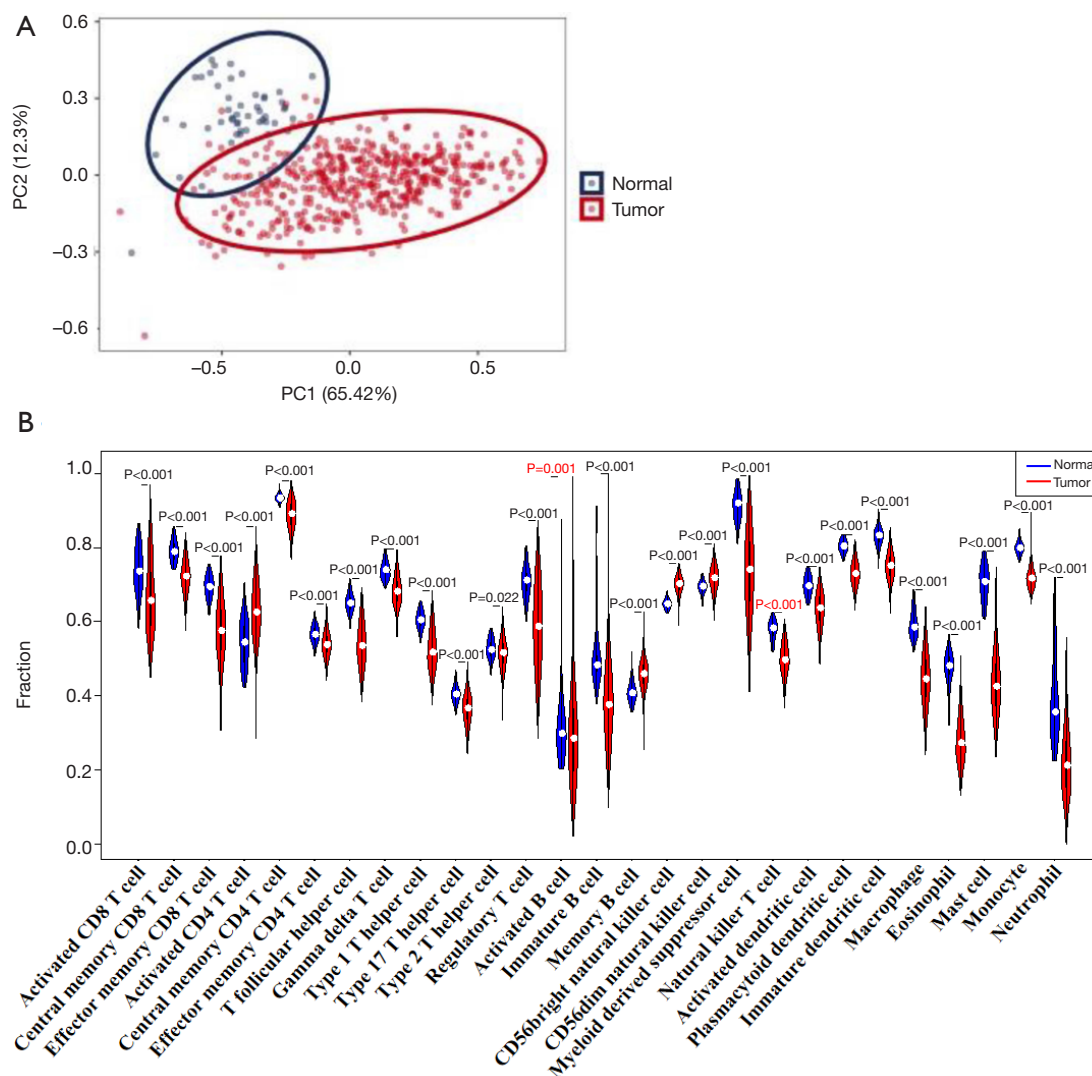 A
0.6
0.3
0.0
−0.3
−0.6
PC2 (12.3%)
−0.5
0.0
0.5
PC1 (65.42%)
Normal
Tumor
B
1.0
0.8
0.6
0.4
0.2
0.0
Fraction
P<0.001
P<0.001
P<0.001
P<0.001
P<0.001
P<0.001
P<0.001
P<0.001
P<0.001
P<0.001
P=0.022
P<0.001
P=0.001
P<0.001
P<0.001
P<0.001
P<0.001
P<0.001
P<0.001
P<0.001
P<0.001
P<0.001
P<0.001
P<0.001
P<0.001
P<0.001
P<0.001
Norma
Tumor
Activated CD8 T cell
Central memory CD8 T cell
Effector memory CD8 T cell
Activated CD4 T cell
Central memory CD4 T cell
Effector memory CD4 T cell
T follicular helper cell
Gamma delta T cell
Type 1 T helper cell
Type 17 T helper cell
Type 2 T helper cell
Regulatory T cell
Activated B cell
Immature B cell
Memory B cell
CD56bright natural killer cell
CD56dim natural killer cell
Myeloid derived suppressor cell
Natural killer T cell
Activated dendritic cell
Plasmacytoid dendritic cell
Immature dendritic cell
Macrophage
Eosinophil
Mast cell
Monocyte
Neutrophil